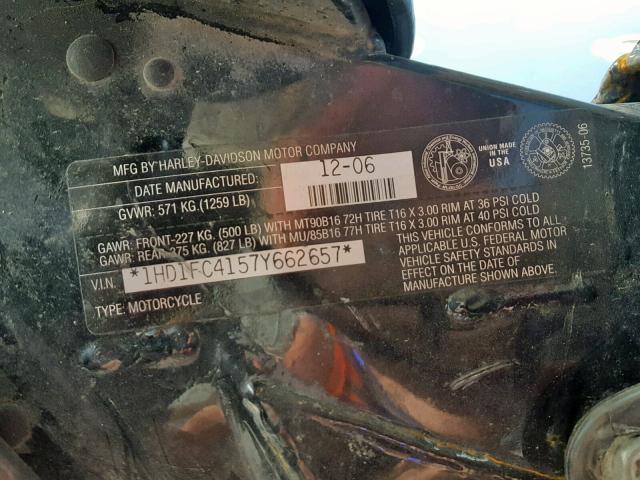 MFG BY HARLEY-DAVIDSON MOTOR COMPANY
DATE MANUFACTURED: 12-06
GVWR: 571 KG (1259 LB)
GAWR: FRONT-227 KG (500 LB) WITH MT90B16 72H TIRE T16 X 3.00 RIM AT 36 PSI COLD
GAWR: REAR-375 KG (827 LB) WITH MU/85B16 77H TIRE T16 X 3.00 RIM AT 40 PSI COLD
V.I.N. *1HD1FC4157Y662657*
TYPE: MOTORCYCLE
THIS VEHICLE CONFORMS TO ALL
APPLICABLE U.S. FEDERAL MOTOR
VEHICLE SAFETY STANDARDS IN
EFFECT ON THE DATE OF
MANUFACTURE SHOWN ABOVE.
UNION MADE IN
THE USA
13735-06